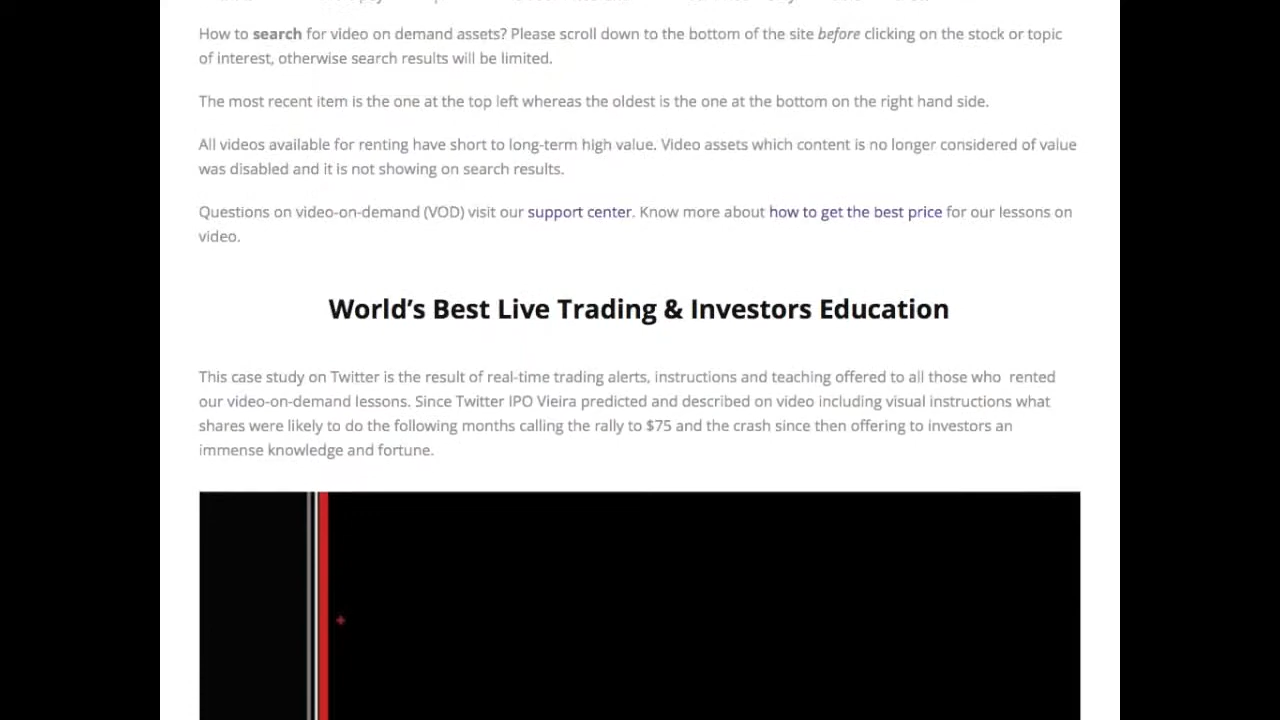 How to search for video on demand assets? Please scroll down to the bottom of the site before clicking on the stock or topic
of interest, otherwise search results will be limited.
The most recent item is the one at the top left whereas the oldest is the one at the bottom on the right hand side.
All videos available for renting have short to long-term high value. Video assets which content is no longer considered of value
was disabled and it is not showing on search results.
Questions on video-on-demand (VOD) visit our support center. Know more about how to get the best price for our lessons on
video.
World’s Best Live Trading & Investors Education
This case study on Twitter is the result of real-time trading alerts, instructions and teaching offered to all those who  rented
our video-on-demand lessons. Since Twitter IPO Vieira predicted and described on video including visual instructions what
shares were likely to do the following months calling the rally to $75 and the crash since then offering to investors an
immense knowledge and fortune.